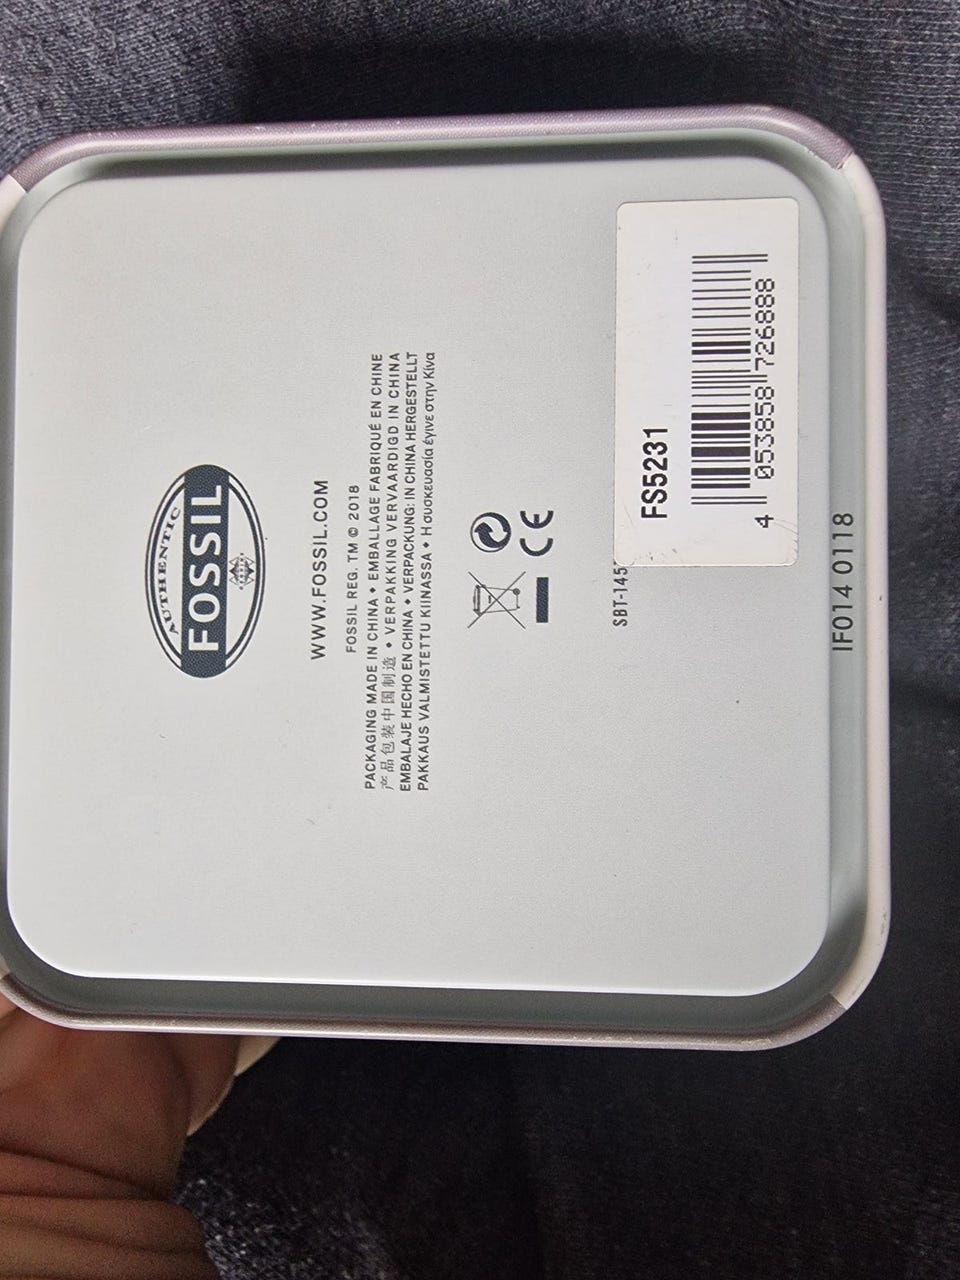 AUTHENTIC
FOSSIL
WWW.FOSSIL.COM
FOSSIL REG. TM © 2018
PACKAGING MADE IN CHINA • EMBALLAGE FABRIQUÉ EN CHINE
产品包装中国制造 • VERPAKKING VERVAARDIGD IN CHINA
EMBALAJE HECHO EN CHINA • VERPACKUNG: IN CHINA HERGESTELLT
PAKKAUS VALMISTETTU KIINASSA • Η συσκευασία έγινε στην Κίνα
CE
SBT-145
FS5231
4 053858 726888
IF014 0118